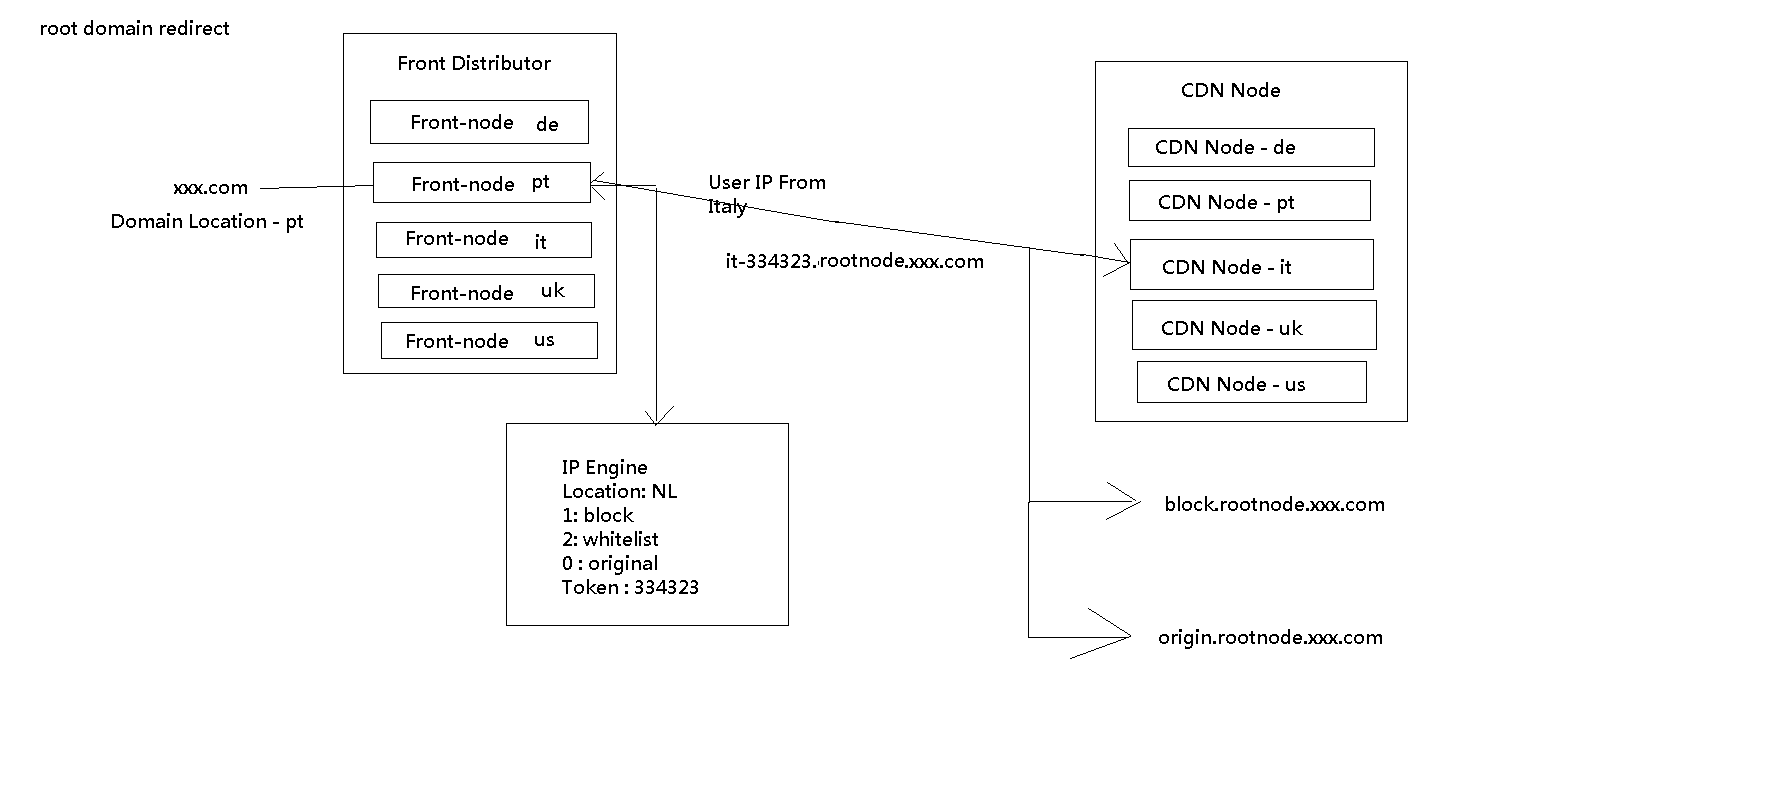 root domain redirect
Front Distributor
Front-node de
Front-node pt
Front-node it
Front-node uk
Front-node us
xxx.com
Domain Location - pt
User IP From
Italy
it-334323.rootnode.xxx.com
CDN Node
CDN Node - de
CDN Node - pt
CDN Node - it
CDN Node - uk
CDN Node - us
IP Engine
Location: NL
1: block
2: whitelist
0 : original
Token : 334323
block.rootnode.xxx.com
origin.rootnode.xxx.com